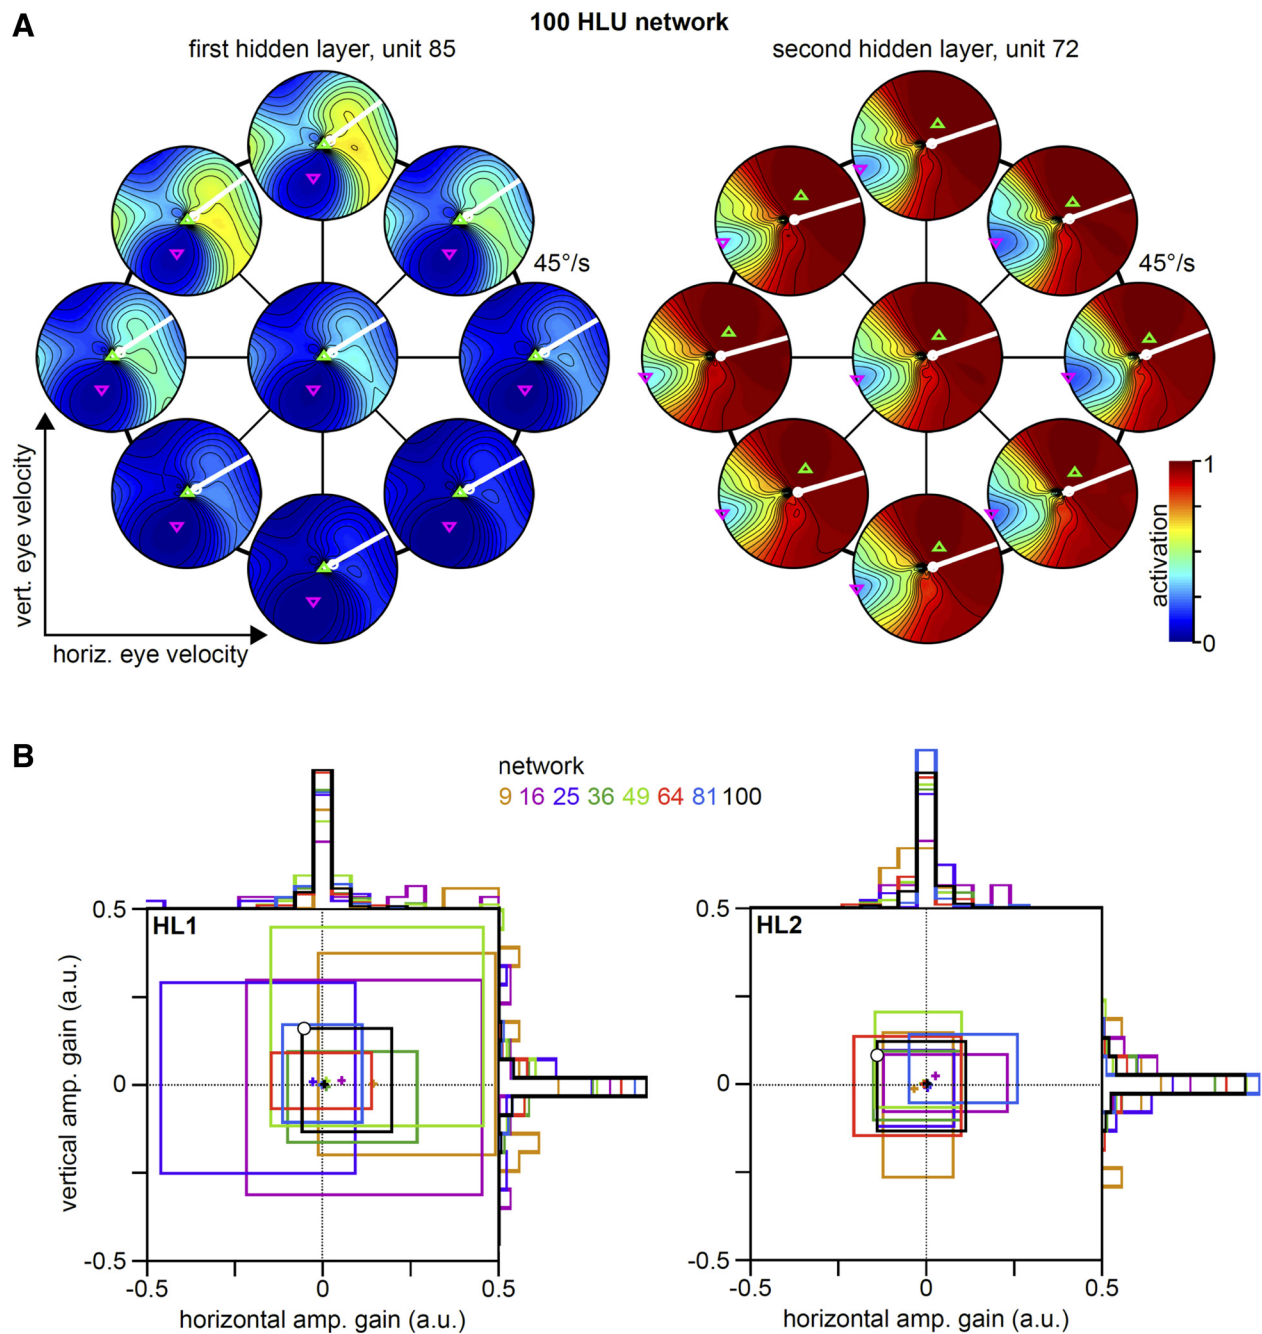 A
100 HLU network
first hidden layer, unit 85
second hidden layer, unit 72
45°/s
45°/s
vert. eye velocity
horiz. eye velocity
activation
1
0
B
network
9 16 25 36 49 64 81 100
HL1
0.5
0
-0.5
vertical amp. gain (a.u.)
-0.5
0
0.5
horizontal amp. gain (a.u.)
HL2
0.5
0
-0.5
-0.5
0
0.5
horizontal amp. gain (a.u.)